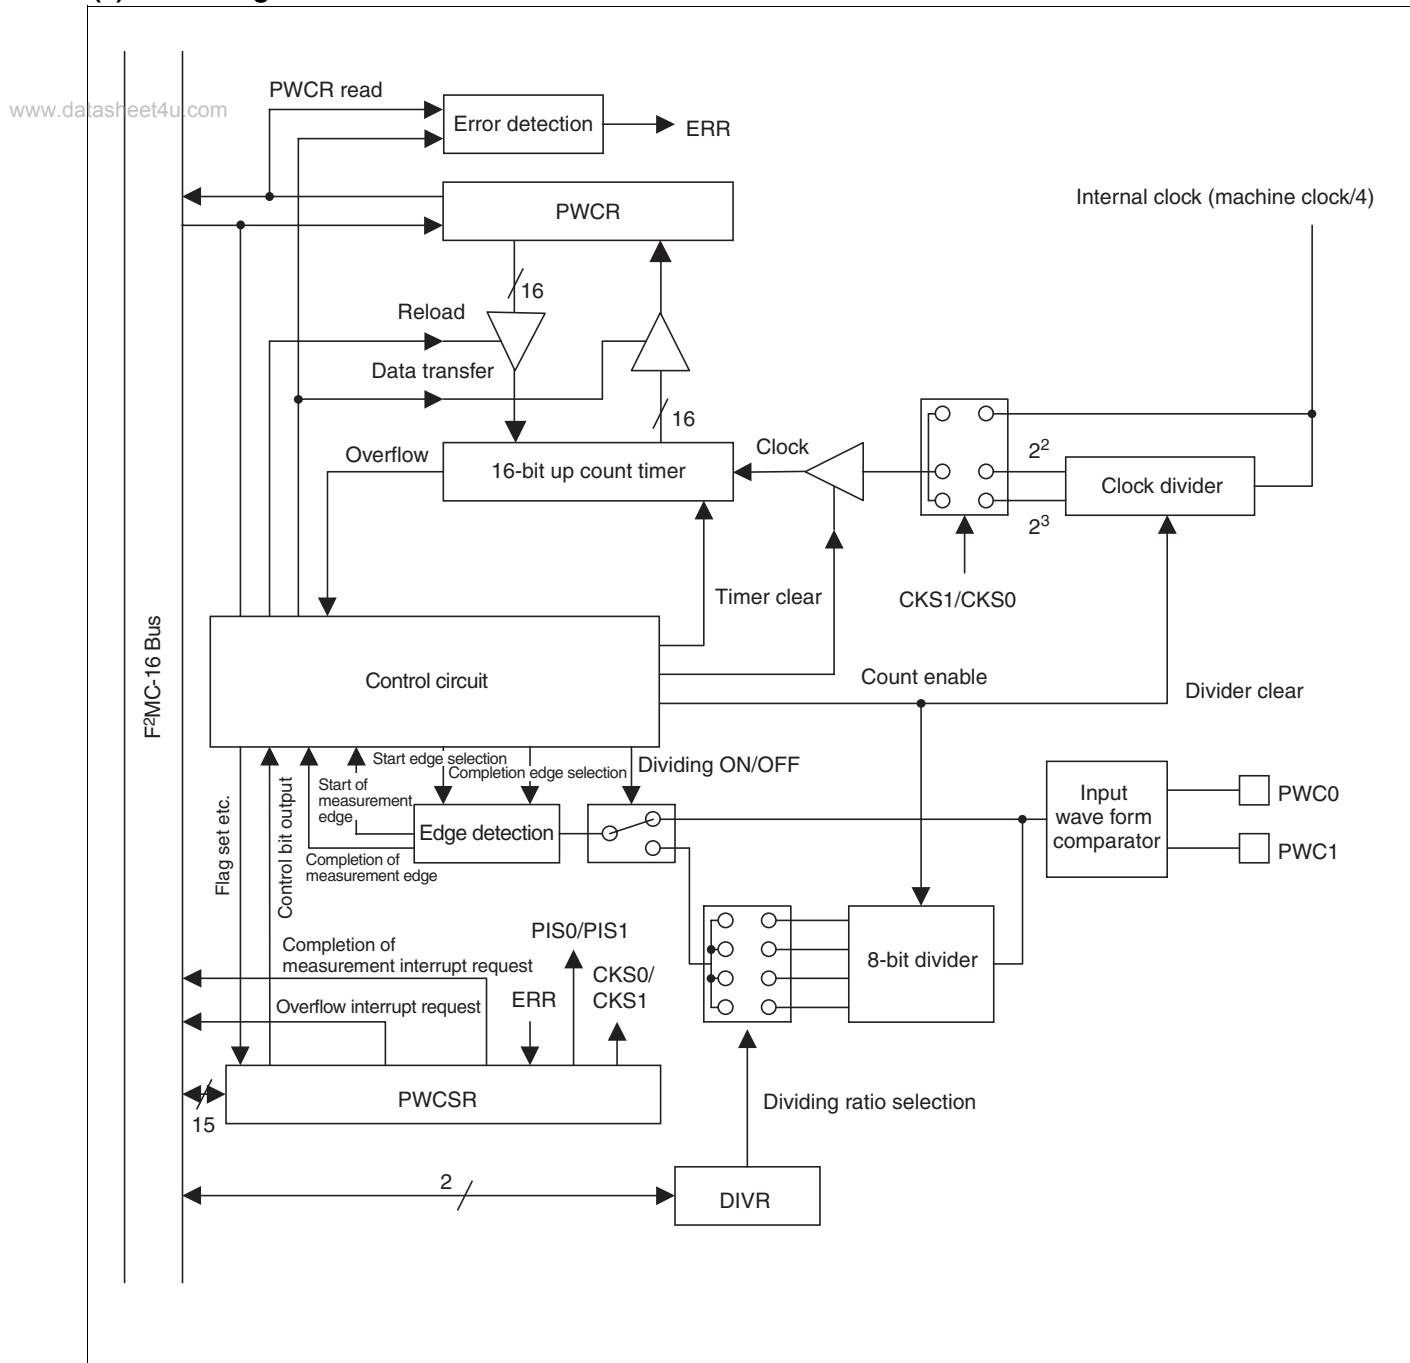 PWCR read
www.datasheet4u.com
Error detection
ERR
PWCR
Internal clock (machine clock/4)
16
Reload
Data transfer
16
Overflow
16-bit up count timer
Clock
2²
Clock divider
2³
Timer clear
CKS1/CKS0
F²MC-16 Bus
Control circuit
Count enable
Divider clear
Start edge selection
Completion edge selection
Dividing ON/OFF
Start of
measurement
edge
Edge detection
Completion of
measurement edge
Flag set etc.
Control bit output
Input
wave form
comparator
PWC0
PWC1
PIS0/PIS1
Completion of
measurement interrupt request
CKS0/
CKS1
ERR
Overflow interrupt request
8-bit divider
PWCSR
15
Dividing ratio selection
2
DIVR